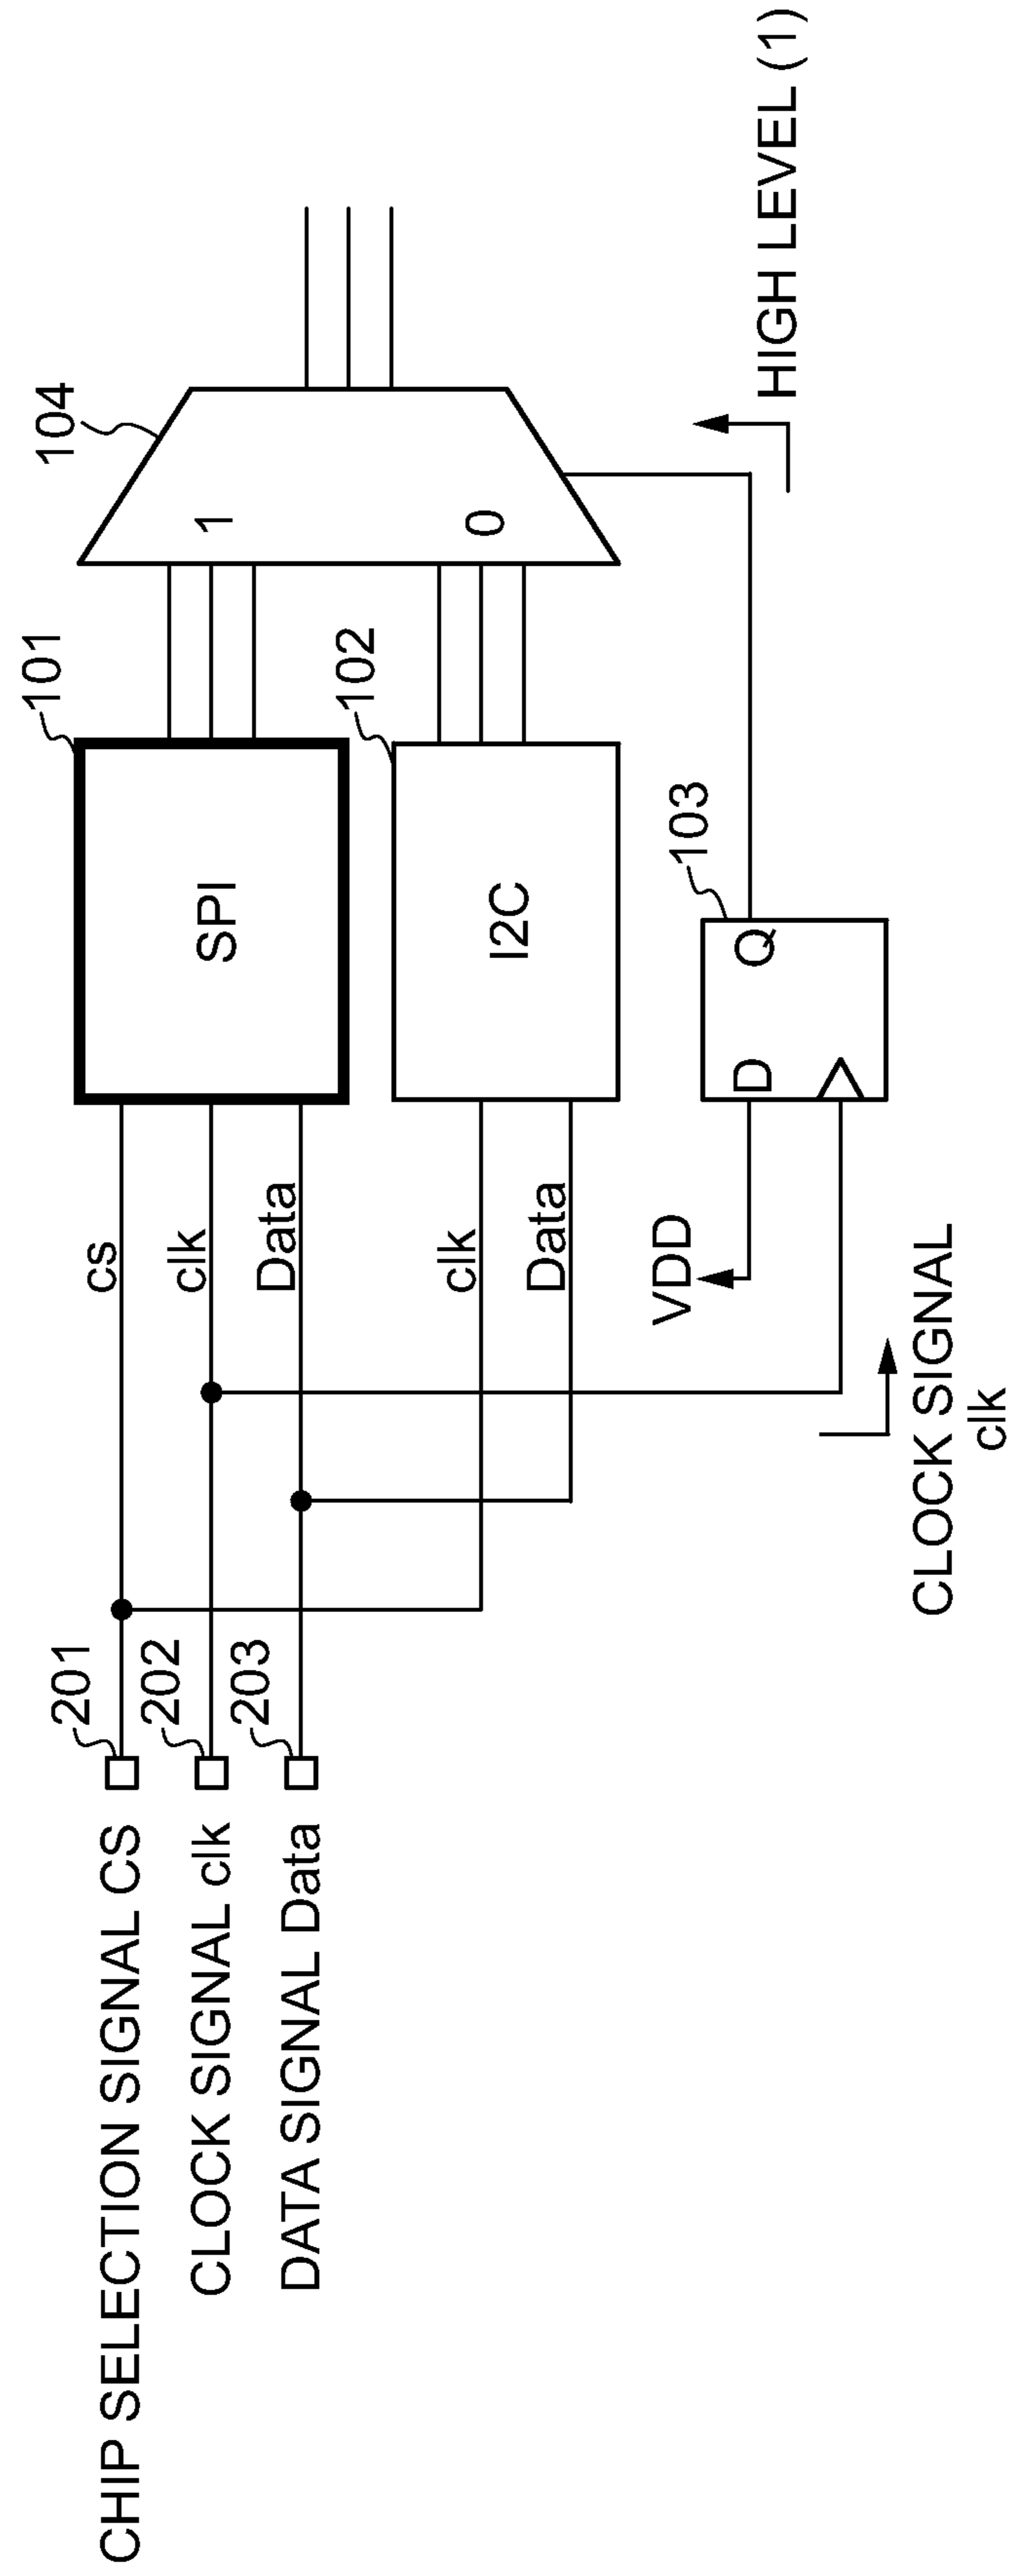 CHIP SELECTION SIGNAL CS
CLOCK SIGNAL clk
DATA SIGNAL Data
201
202
203
cs
clk
Data
clk
Data
101
SPI
102
I2C
104
1
0
VDD
D
Q
103
CLOCK SIGNAL
clk
HIGH LEVEL (1)